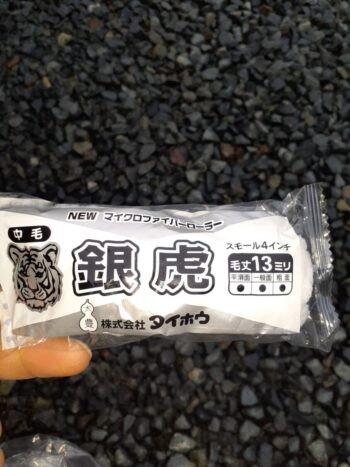 中毛
NEW マイクロファイバーローラー
銀虎
スモール4インチ
毛丈13ミリ
平滑面 一般面 粗面
大豊
株式会社タイホウ